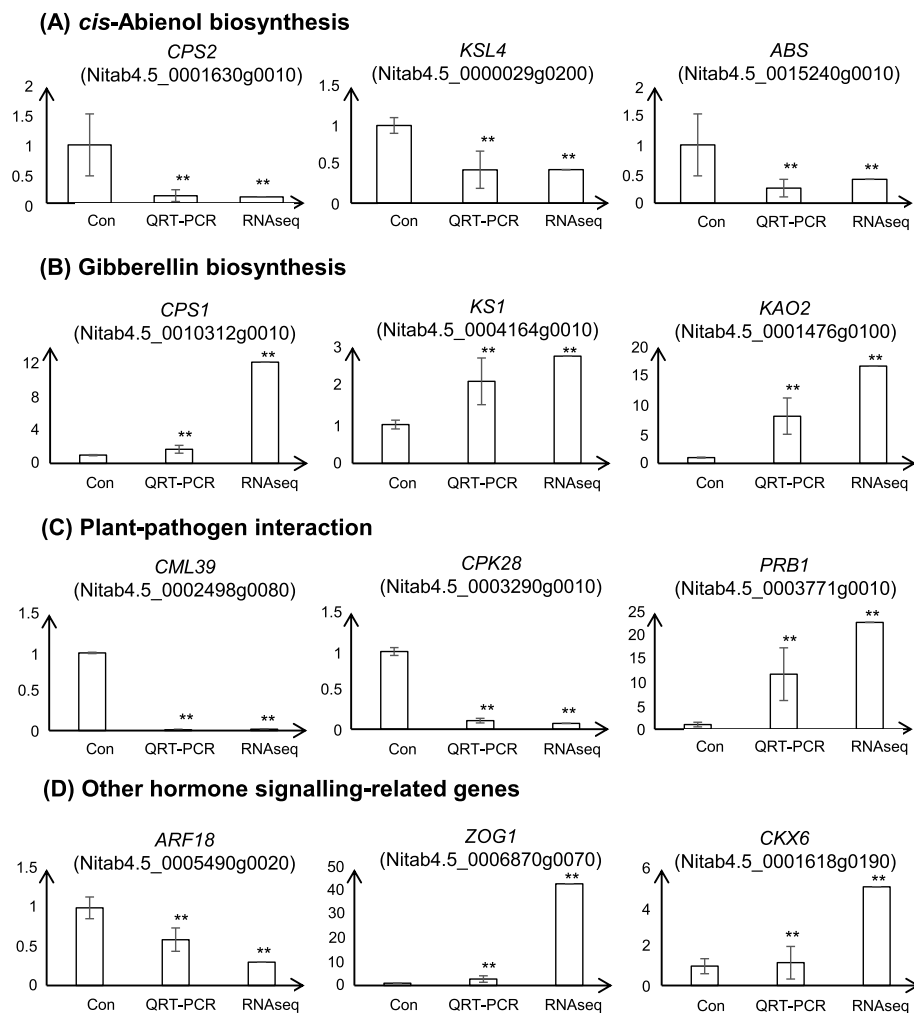 (A) cis-Abienol biosynthesis
CPS2
(Nitab4.5_0001630g0010)
2
1.5
1
0.5
0
**
**
Con QRT-PCR RNAseq
KSL4
(Nitab4.5_0000029g0200)
1.5
1
0.5
0
**
**
Con QRT-PCR RNAseq
ABS
(Nitab4.5_0015240g0010)
2
1.5
1
0.5
0
**
**
Con QRT-PCR RNAseq
(B) Gibberellin biosynthesis
CPS1
(Nitab4.5_0010312g0010)
12
8
4
0
**
**
Con QRT-PCR RNAseq
KS1
(Nitab4.5_0004164g0010)
3
2
1
0
**
**
Con QRT-PCR RNAseq
KAO2
(Nitab4.5_0001476g0100)
20
15
10
5
0
**
**
Con QRT-PCR RNAseq
(C) Plant-pathogen interaction
CML39
(Nitab4.5_0002498g0080)
1.5
1
0.5
0
**
**
Con QRT-PCR RNAseq
CPK28
(Nitab4.5_0003290g0010)
1.5
1
0.5
0
**
**
Con QRT-PCR RNAseq
PRB1
(Nitab4.5_0003771g0010)
25
20
15
10
5
0
**
**
Con QRT-PCR RNAseq
(D) Other hormone signalling-related genes
ARF18
(Nitab4.5_0005490g0020)
1.5
1
0.5
0
**
**
Con QRT-PCR RNAseq
ZOG1
(Nitab4.5_0006870g0070)
50
40
30
20
10
0
**
**
Con QRT-PCR RNAseq
CKX6
(Nitab4.5_0001618g0190)
6
4
2
0
**
**
Con QRT-PCR RNAseq